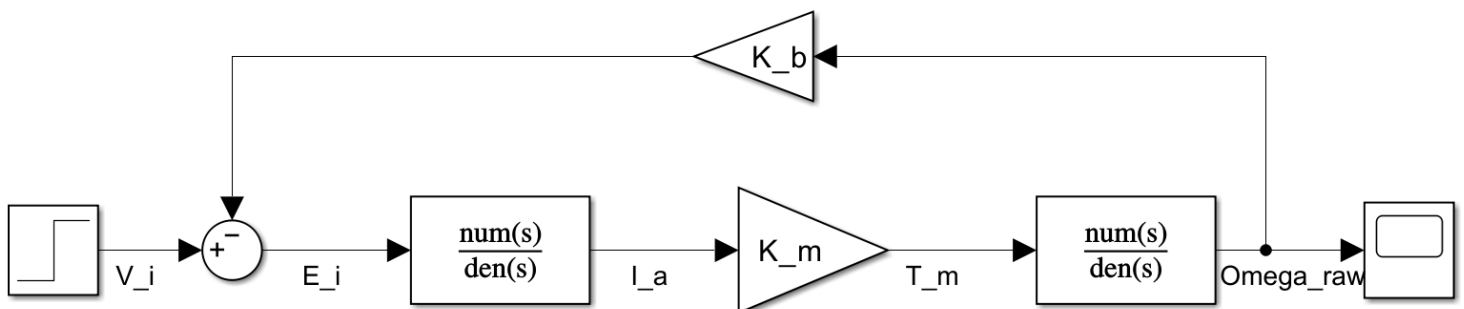 K_b
+
−
V_i
E_i
num(s)
den(s)
I_a
K_m
T_m
num(s)
den(s)
Omega_raw